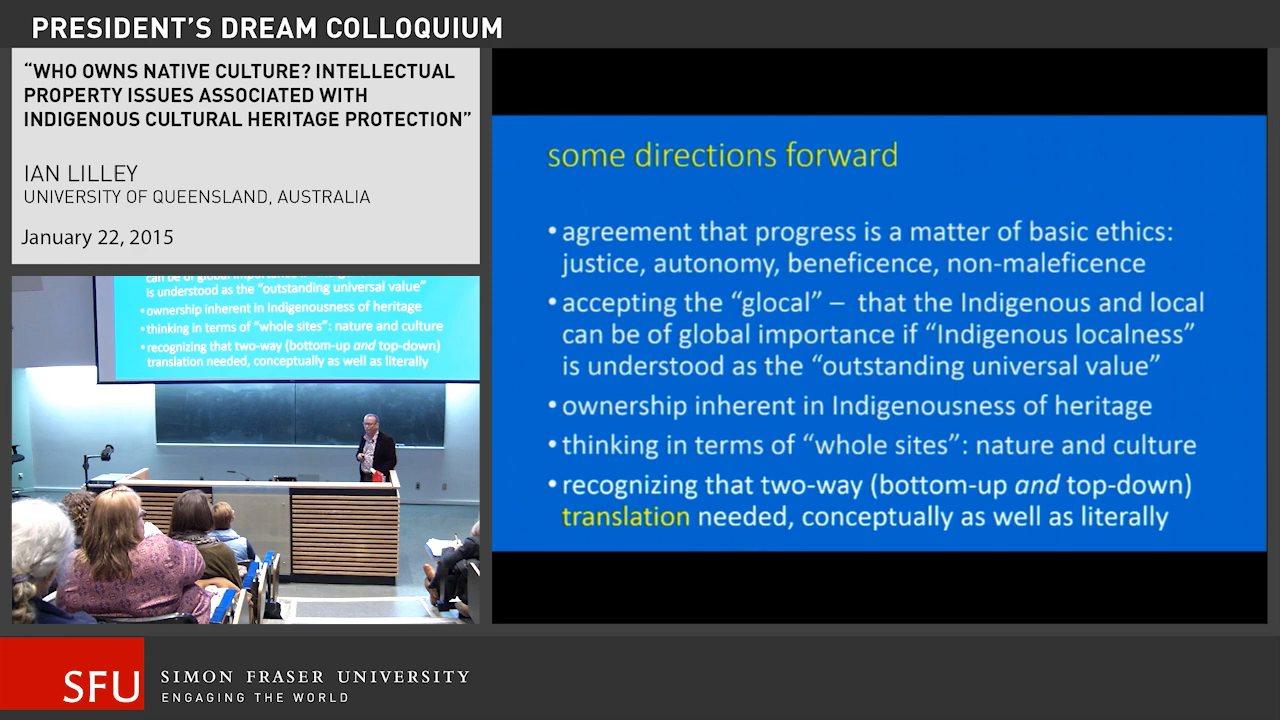 PRESIDENT’S DREAM COLLOQUIUM
“WHO OWNS NATIVE CULTURE? INTELLECTUAL
PROPERTY ISSUES ASSOCIATED WITH
INDIGENOUS CULTURAL HERITAGE PROTECTION”
IAN LILLEY
UNIVERSITY OF QUEENSLAND, AUSTRALIA
January 22, 2015
is understood as the “outstanding universal value”
•ownership inherent in Indigenousness of heritage
•thinking in terms of “whole sites”: nature and culture
•recognizing that two-way (bottom-up and top-down)
translation needed, conceptually as well as literally
some directions forward
• agreement that progress is a matter of basic ethics:
justice, autonomy, beneficence, non-maleficence
• accepting the “glocal” – that the Indigenous and local
can be of global importance if “Indigenous localness”
is understood as the “outstanding universal value”
• ownership inherent in Indigenousness of heritage
• thinking in terms of “whole sites”: nature and culture
• recognizing that two-way (bottom-up and top-down)
translation needed, conceptually as well as literally
SFU
SIMON FRASER UNIVERSITY
ENGAGING THE WORLD